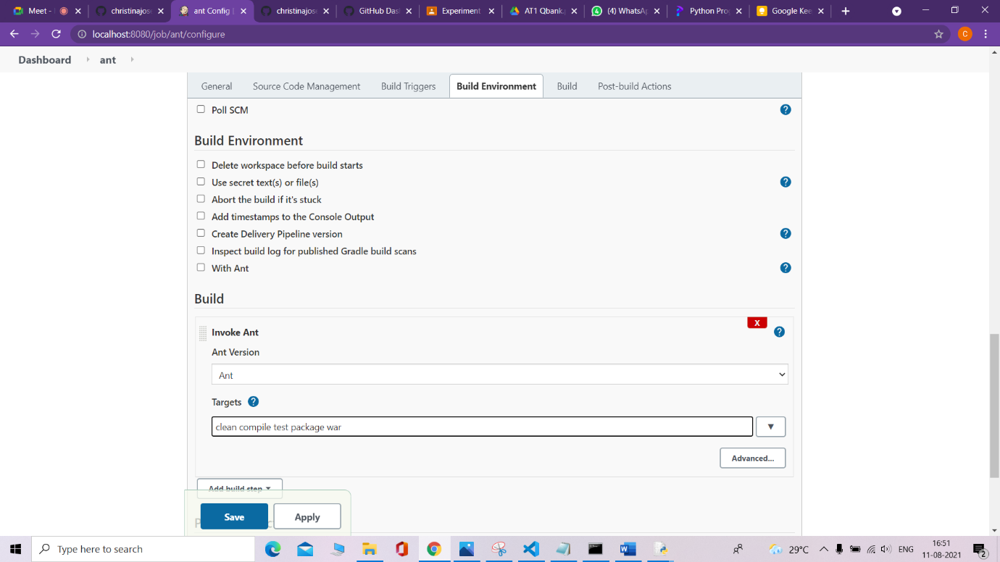 Meet -
christinajose
ant Config
christinajose
GitHub Das
Experiment
AT1 Qbank.
(4) WhatsAp
Python Pro
Google Kee
localhost:8080/job/ant/configure
C
Dashboard
ant
General Source Code Management Build Triggers Build Environment Build Post-build Actions
Poll SCM
Build Environment
Delete workspace before build starts
Use secret text(s) or file(s)
Abort the build if it's stuck
Add timestamps to the Console Output
Create Delivery Pipeline version
Inspect build log for published Gradle build scans
With Ant
Build
X
Invoke Ant
Ant Version
Ant
Targets
clean compile test package war
Advanced...
Add build step
Save Apply
Type here to search
29°C
ENG
16:51
11-08-2021
2